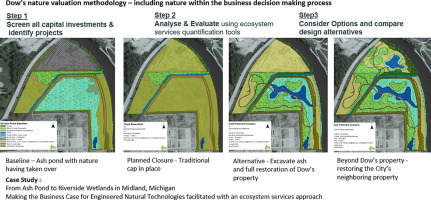 Dow's nature valuation methodology – including nature within the business decision making process
Step 1
Screen all capital investments & identify projects
Step 2
Analyse & Evaluate using ecosystem services quantification tools
Step3
Consider Options and compare design alternatives
Baseline – Ash pond with nature having taken over
Planned Closure - Traditional cap in place
Alternative - Excavate ash and full restoration of Dow's property
Beyond Dow's property - restoring the City's neighboring property
Case Study :
From Ash Pond to Riverside Wetlands in Midland, Michigan
Making the Business Case for Engineered Natural Technologies facilitated with an ecosystem services approach